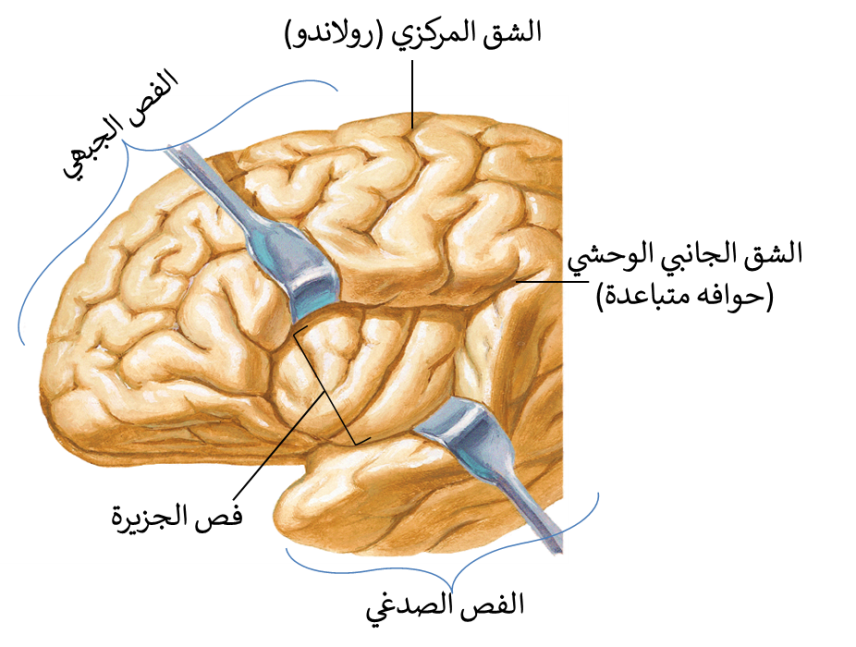 الشق المركزي (رولاندو)
الفص الجبهي
الشق الجانبي الوحشي
(حوافه متباعدة)
فص الجزيرة
الفص الصدغي